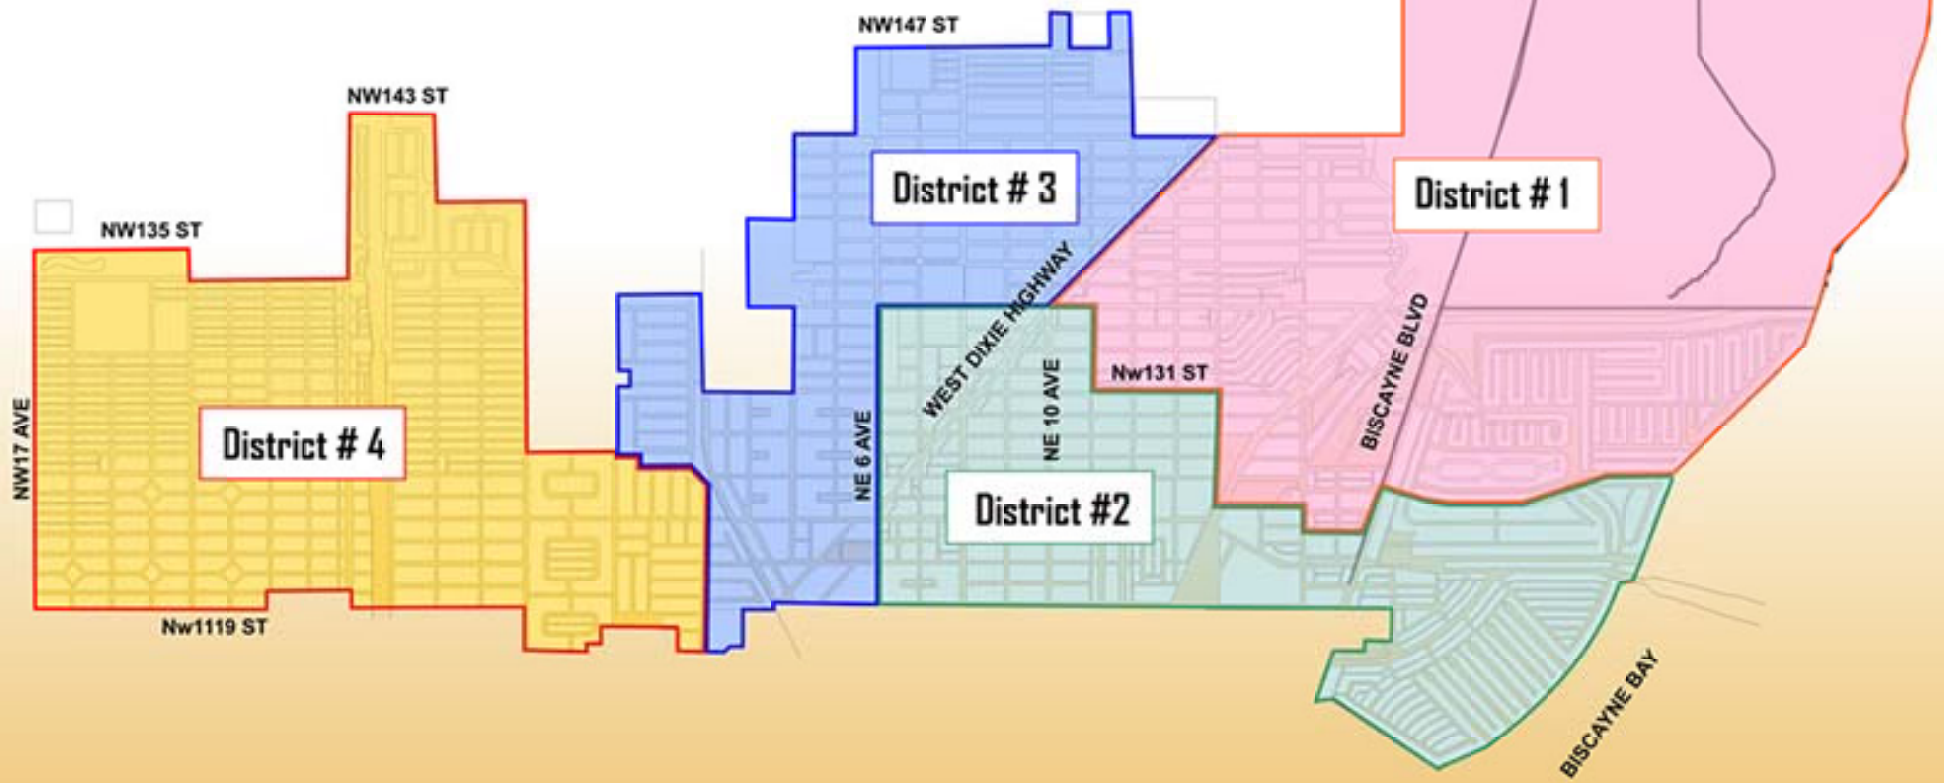 NW147 ST
NW143 ST
District # 3
District # 1
NW135 ST
WEST DIXIE HIGHWAY
BISCAYNE BLVD
NE 10 AVE
Nw131 ST
NW17 AVE
District # 4
NE 6 AVE
District #2
Nw1119 ST
BISCAYNE BAY